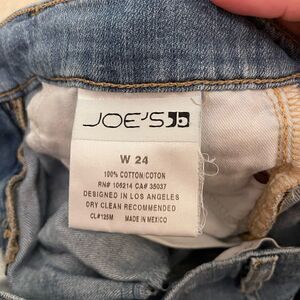 JOE'S Jb
W 24
100% COTTON/COTON
RN# 106214 CA# 35037
DESIGNED IN LOS ANGELES
DRY CLEAN RECOMMENDED
CL#125M MADE IN MEXICO